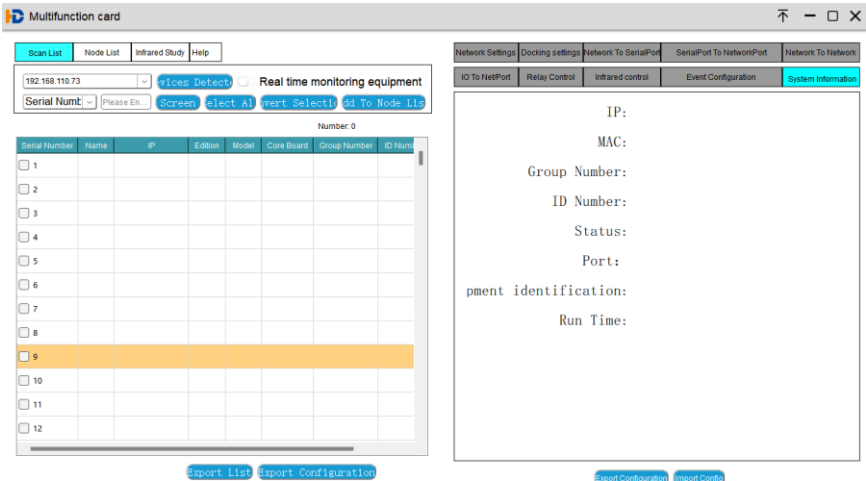 Multifunction card
Scan List Node List Infrared Study Help
192.168.110.73 vices Detect Real time monitoring equipment
Serial Numb Please En... Screen elect Al vert Selecti dd To Node Lis
Number: 0
Serial Number Name IP Edition Model Core Board Group Number ID Numb
1
2
3
4
5
6
7
8
9
10
11
12
Export List Export Configuration
Network Settings Docking settings Network To SerialPort SerialPort To NetworkPort Network To Network
IO To NetPort Relay Control Infrared control Event Configuration System Information
IP:
MAC:
Group Number:
ID Number:
Status:
Port:
pment identification:
Run Time:
Export Configuration Import Config